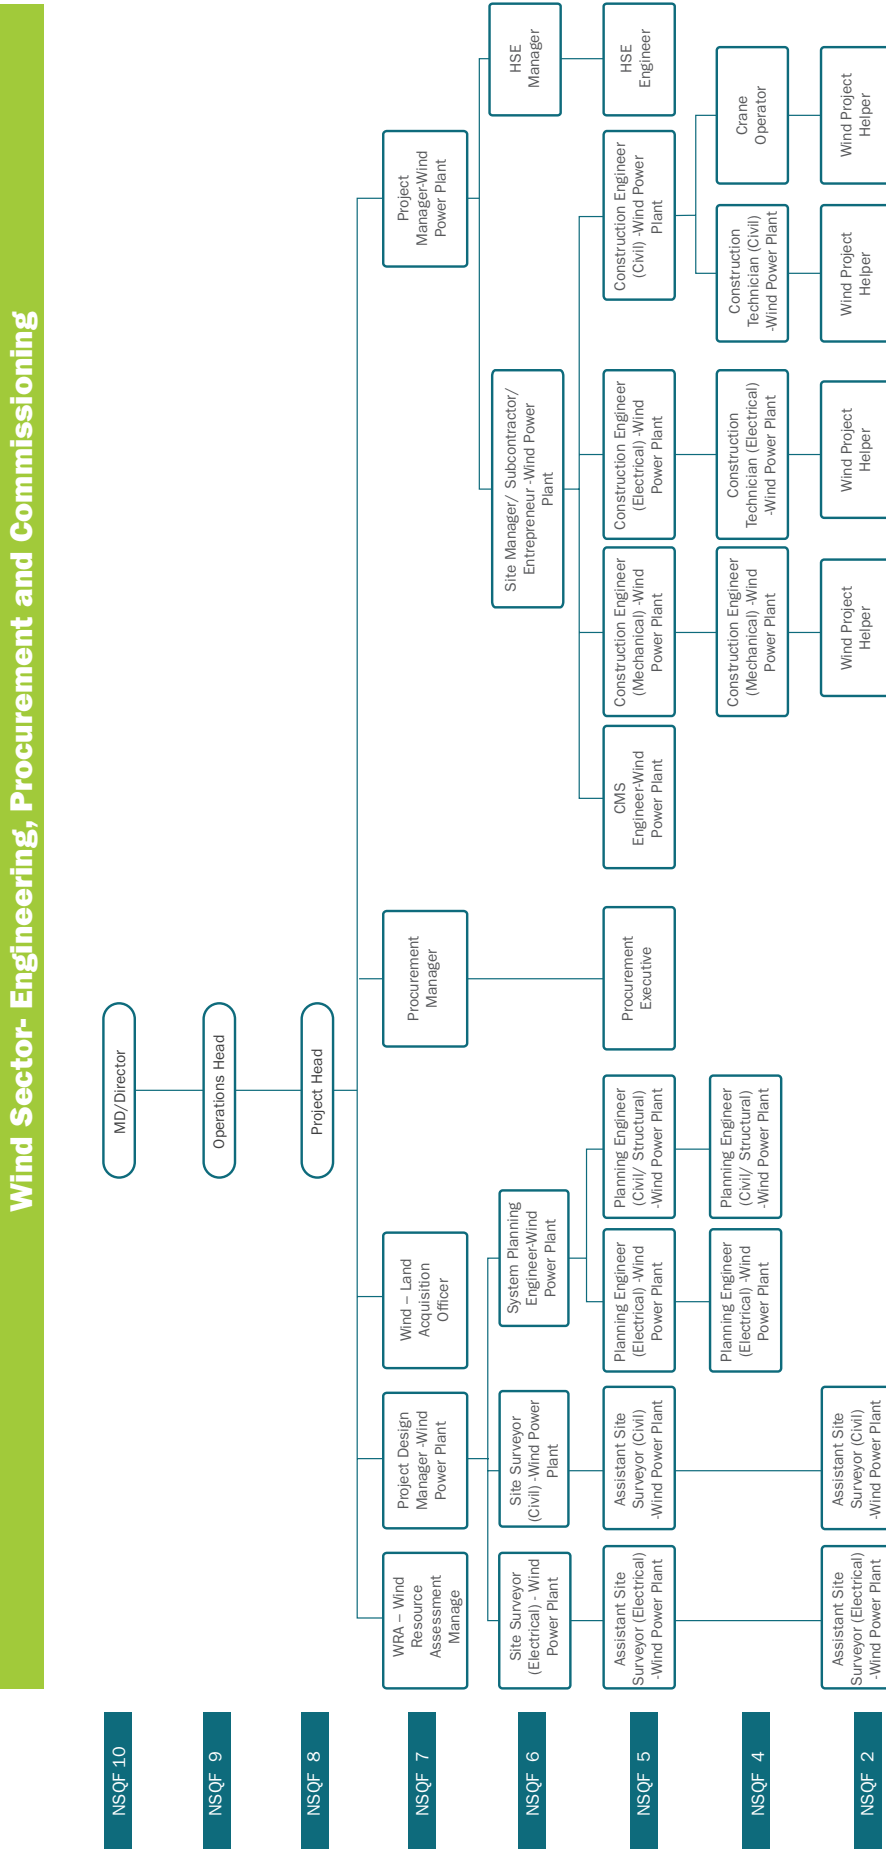 Wind Sector- Engineering, Procurement and Commissioning
NSQF 10
MD/Director
NSQF 9
Operations Head
NSQF 8
Project Head
NSQF 7
WRA – Wind
Resource
Assessment
Manage
Project Design
Manager -Wind
Power Plant
Wind – Land
Acquisition
Officer
Procurement
Manager
Project
Manager-Wind
Power Plant
NSQF 6
Site Surveyor
(Electrical) - Wind
Power Plant
Site Surveyor
(Civil) -Wind Power
Plant
System Planning
Engineer-Wind
Power Plant
Site Manager/ Subcontractor/
Entrepreneur -Wind Power
Plant
HSE
Manager
NSQF 5
Assistant Site
Surveyor (Electrical)
-Wind Power Plant
Assistant Site
Surveyor (Civil)
-Wind Power Plant
Planning Engineer
(Electrical) -Wind
Power Plant
Planning Engineer
(Civil/ Structural)
-Wind Power Plant
Procurement
Executive
CMS
Engineer-Wind
Power Plant
Construction Engineer
(Mechanical) -Wind
Power Plant
Construction Engineer
(Electrical) -Wind
Power Plant
Construction Engineer
(Civil) -Wind Power
Plant
HSE
Engineer
NSQF 4
Planning Engineer
(Electrical) -Wind
Power Plant
Planning Engineer
(Civil/ Structural)
-Wind Power Plant
Construction Engineer
(Mechanical) -Wind
Power Plant
Construction
Technician (Electrical)
-Wind Power Plant
Construction
Technician (Civil)
-Wind Power Plant
Crane
Operator
NSQF 2
Assistant Site
Surveyor (Electrical)
-Wind Power Plant
Assistant Site
Surveyor (Civil)
-Wind Power Plant
Wind Project
Helper
Wind Project
Helper
Wind Project
Helper
Wind Project
Helper